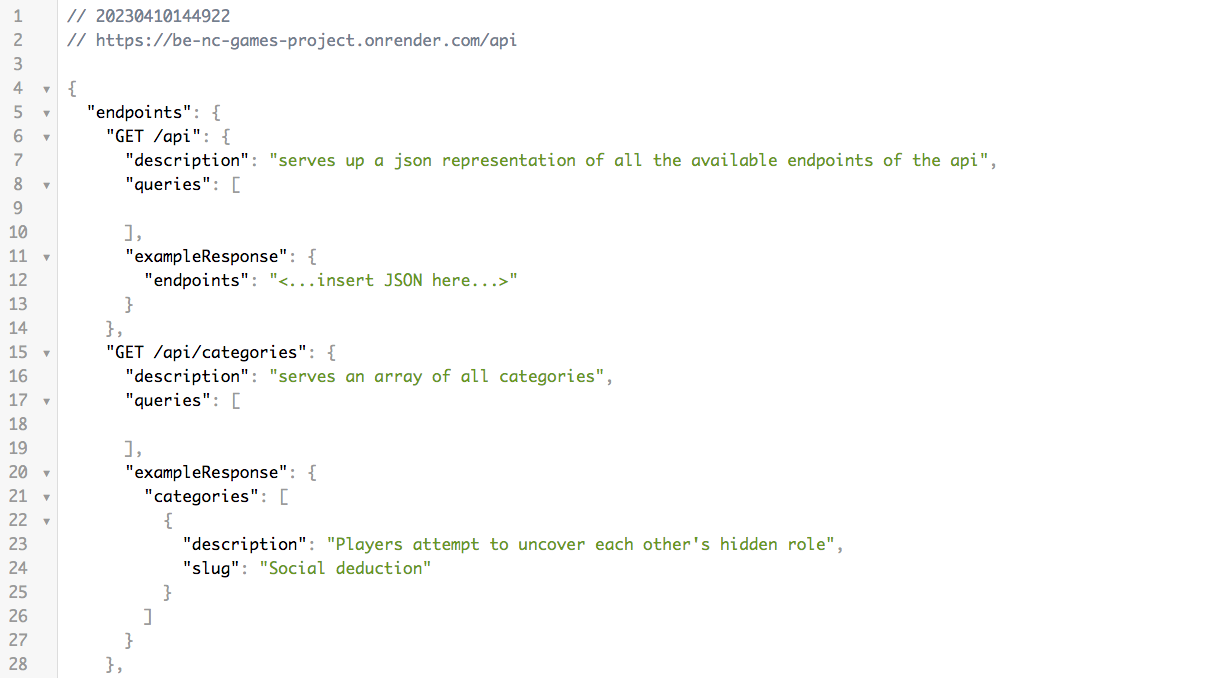 1 // 20230410144922
2 // https://be-nc-games-project.onrender.com/api
3
4 {
5 "endpoints": {
6 "GET /api": {
7 "description": "serves up a json representation of all the available endpoints of the api",
8 "queries": [
9
10 ],
11 "exampleResponse": {
12 "endpoints": "<...insert JSON here...>"
13 }
14 },
15 "GET /api/categories": {
16 "description": "serves an array of all categories",
17 "queries": [
18
19 ],
20 "exampleResponse": {
21 "categories": [
22 {
23 "description": "Players attempt to uncover each other's hidden role",
24 "slug": "Social deduction"
25 }
26 ]
27 }
28 },